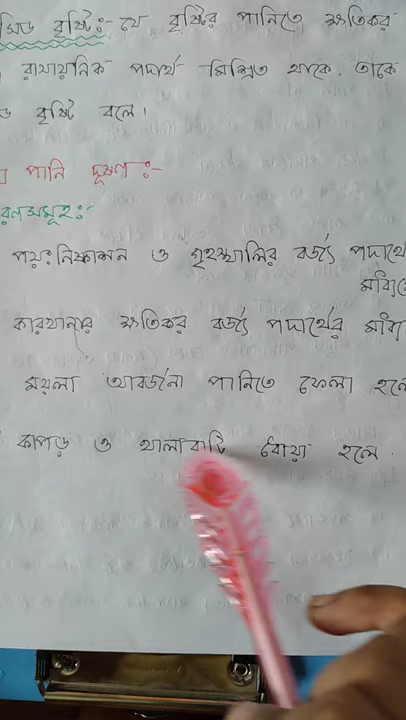 সিড বৃষ্টি:- যে বৃষ্টির পানিতে ক্ষতিকর
রাসায়নিক পদার্থ মিশ্রিত থাকে, তাকে
ড বৃষ্টি বলে।
পানি দূষণ:-
রণসমূহ:-
পয়ঃনিষ্কাশন ও গৃহস্থালির বর্জ্য পদার্থে
মাধ্যমে
কারখানার ক্ষতিকর বর্জ্য পদার্থের মাধ্য
ময়লা আবর্জনা পানিতে ফেলা হলে
কাপড় ও থালাবাটি ধোয়া হলে.